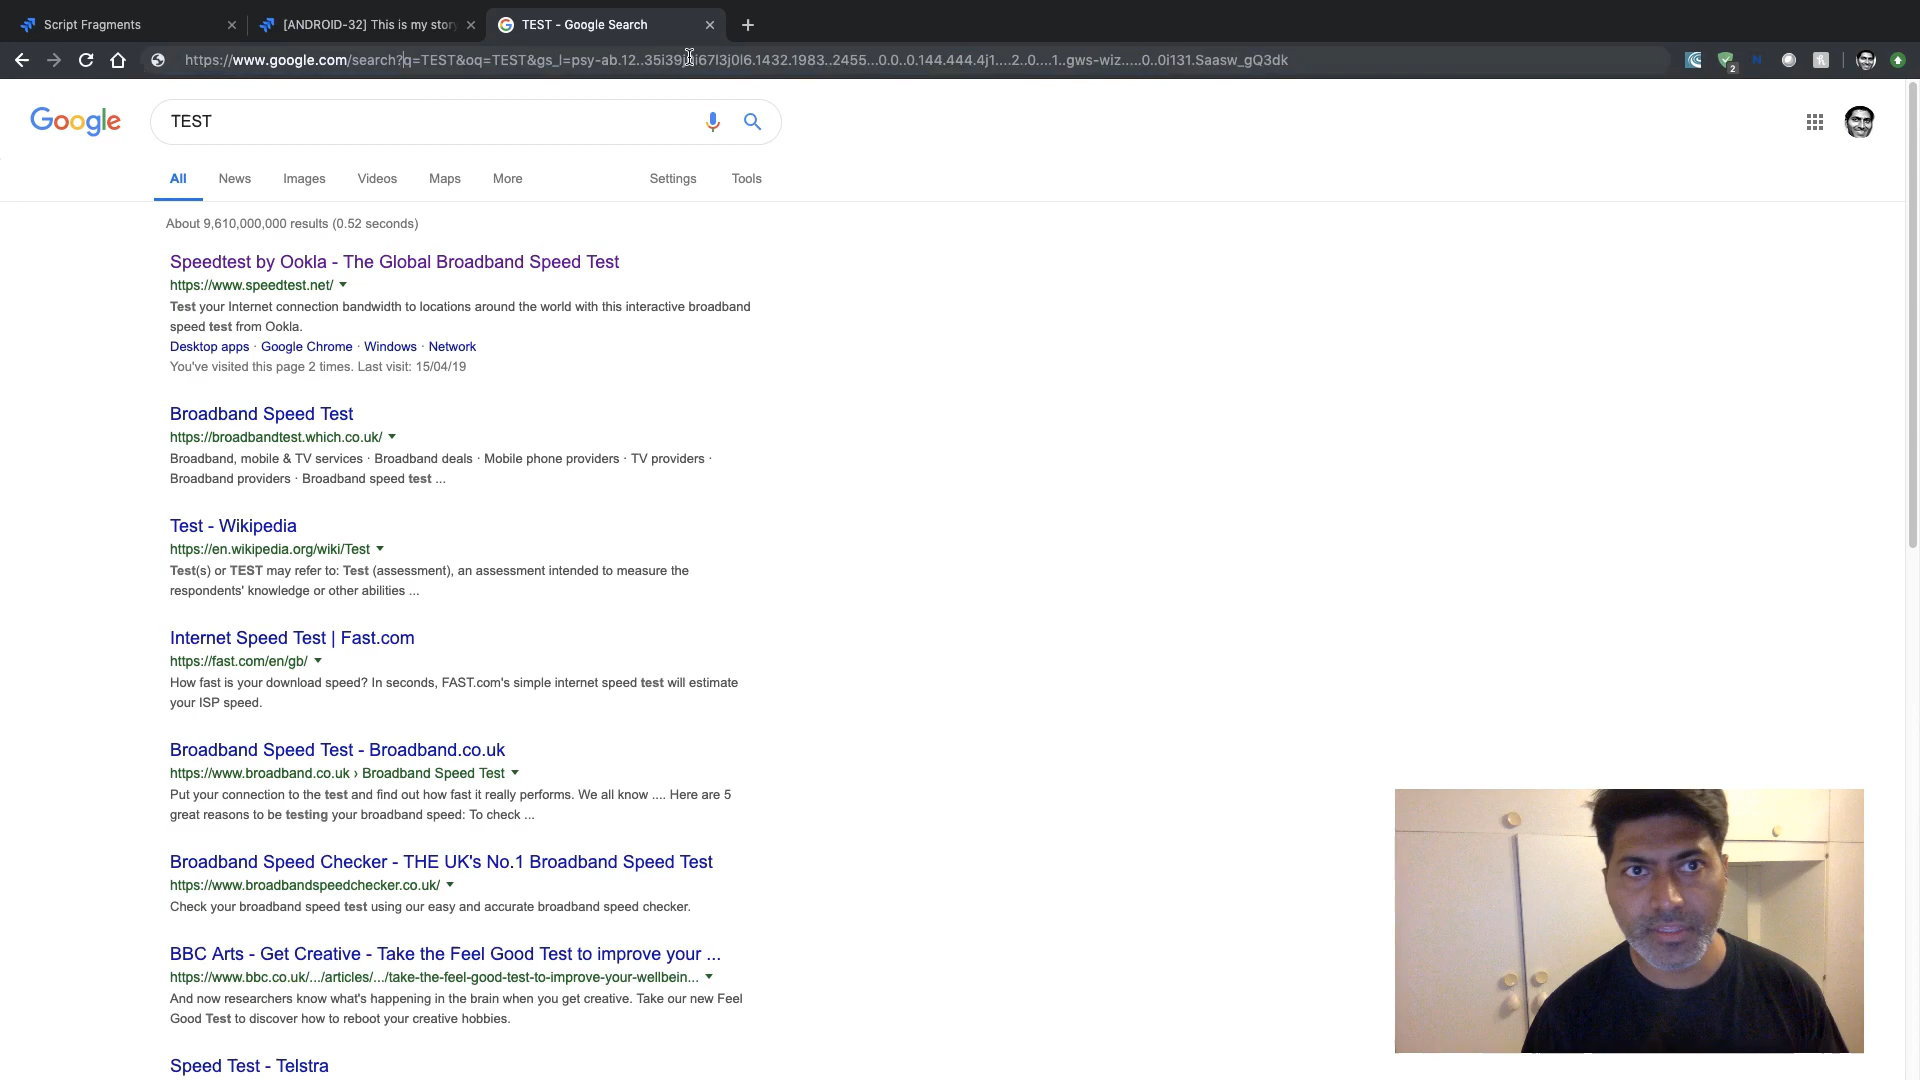 Script Fragments
[ANDROID-32] This is my story
TEST - Google Search
https://www.google.com/search?q=TEST&oq=TEST&gs_l=psy-ab.12..35i39j0i67l3j0l6.1432.1983..2455...0.0..0.144.444.4j1....2..0....1..gws-wiz.....0..0i131.Saasw_gQ3dk
2
Google
TEST
All News Images Videos Maps More Settings Tools
About 9,610,000,000 results (0.52 seconds)
Speedtest by Ookla - The Global Broadband Speed Test
https://www.speedtest.net/
Test your Internet connection bandwidth to locations around the world with this interactive broadband
speed test from Ookla.
Desktop apps · Google Chrome · Windows · Network
You've visited this page 2 times. Last visit: 15/04/19
Broadband Speed Test
https://broadbandtest.which.co.uk/
Broadband, mobile & TV services · Broadband deals · Mobile phone providers · TV providers ·
Broadband providers · Broadband speed test ...
Test - Wikipedia
https://en.wikipedia.org/wiki/Test
Test(s) or TEST may refer to: Test (assessment), an assessment intended to measure the
respondents' knowledge or other abilities ...
Internet Speed Test | Fast.com
https://fast.com/en/gb/
How fast is your download speed? In seconds, FAST.com's simple internet speed test will estimate
your ISP speed.
Broadband Speed Test - Broadband.co.uk
https://www.broadband.co.uk › Broadband Speed Test
Put your connection to the test and find out how fast it really performs. We all know .... Here are 5
great reasons to be testing your broadband speed: To check ...
Broadband Speed Checker - THE UK's No.1 Broadband Speed Test
https://www.broadbandspeedchecker.co.uk/
Check your broadband speed test using our easy and accurate broadband speed checker.
BBC Arts - Get Creative - Take the Feel Good Test to improve your ...
https://www.bbc.co.uk/.../articles/.../take-the-feel-good-test-to-improve-your-wellbein...
And now researchers know what's happening in the brain when you get creative. Take our new Feel
Good Test to discover how to reboot your creative hobbies.
Speed Test - Telstra